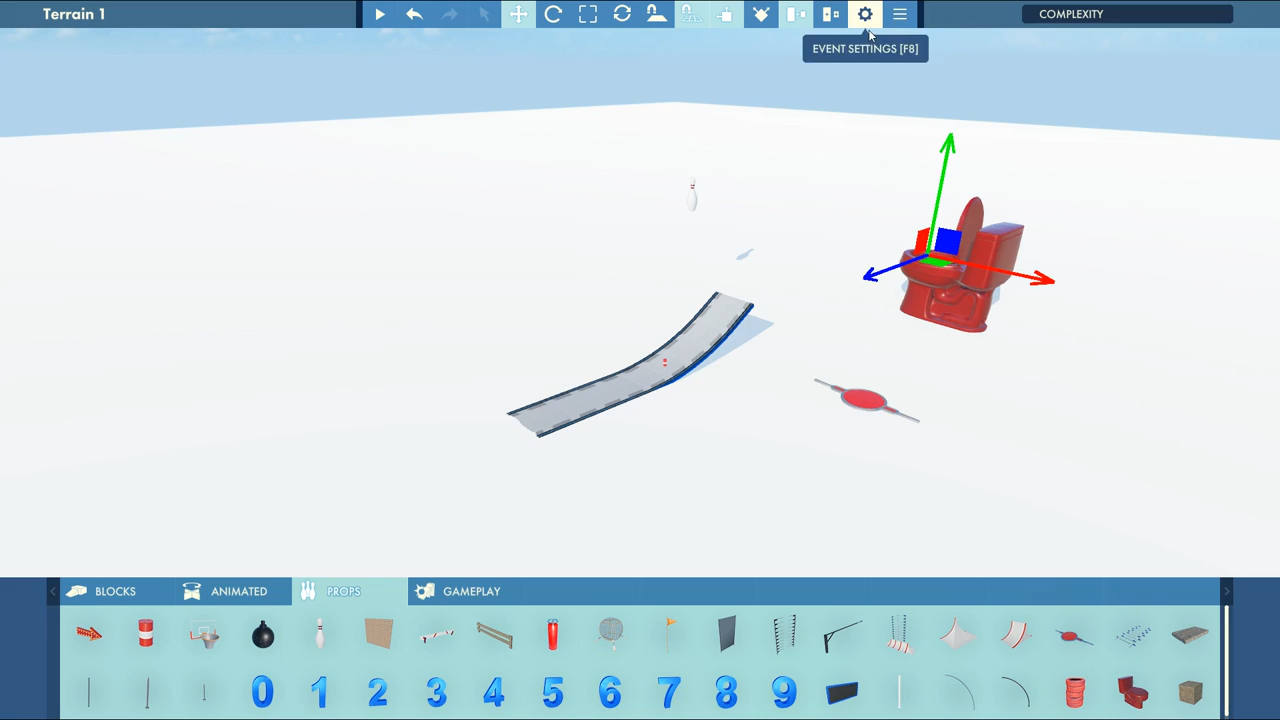 Terrain 1
COMPLEXITY
EVENT SETTINGS [F8]
BLOCKS
ANIMATED
PROPS
GAMEPLAY
0 1 2 3 4 5 6 7 8 9